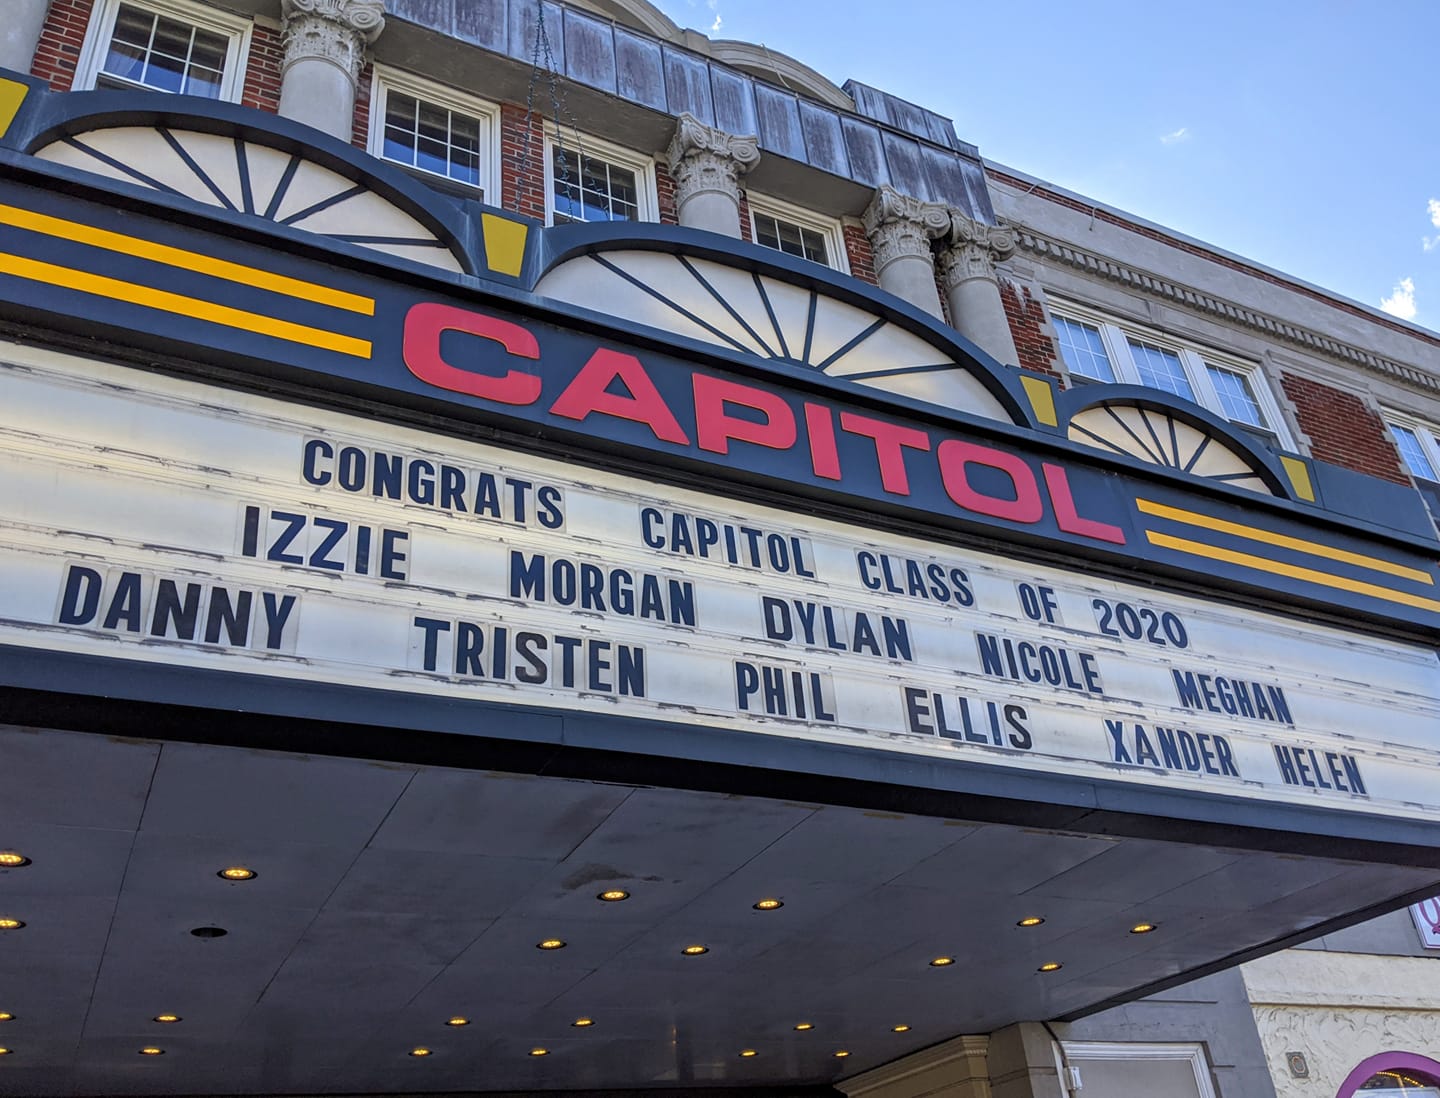 CAPITOL
CONGRATS CAPITOL CLASS OF 2020
IZZIE MORGAN DYLAN NICOLE MEGHAN
DANNY TRISTEN PHIL ELLIS XANDER HELEN